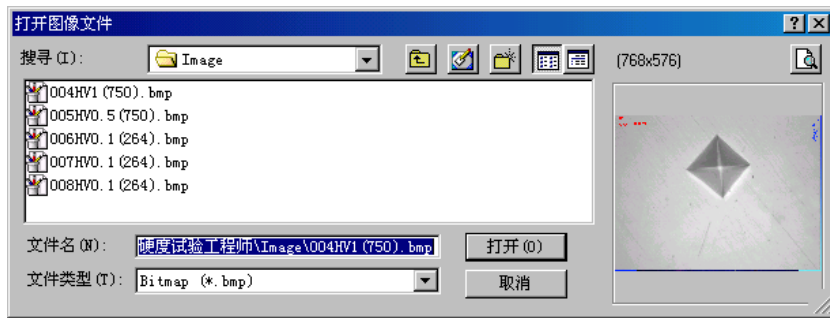 打开图像文件
搜寻(I):
Image
(768x576)
004HV1(750).bmp
005HV0.5(750).bmp
006HV0.1(264).bmp
007HV0.1(264).bmp
008HV0.1(264).bmp
文件名(N):
硬度试验工程师\Image\004HV1(750).bmp
打开(O)
文件类型(T):
Bitmap (*.bmp)
取消